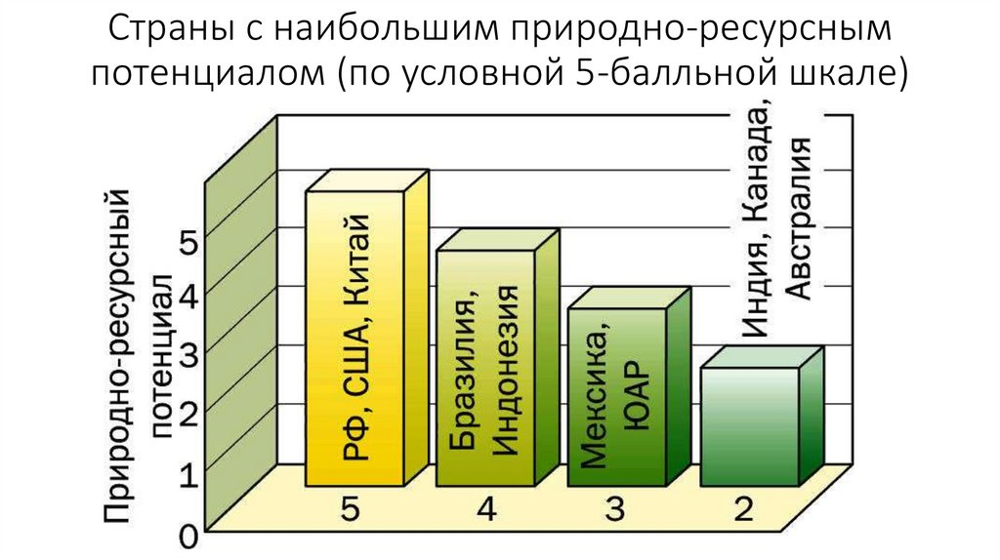 Страны с наибольшим природно-ресурсным
потенциалом (по условной 5-балльной шкале)
Природно-ресурсный
потенциал
5
4
3
2
1
0
РФ, США, Китай
Бразилия,
Индонезия
Мексика,
ЮАР
Индия, Канада,
Австралия
5
4
3
2